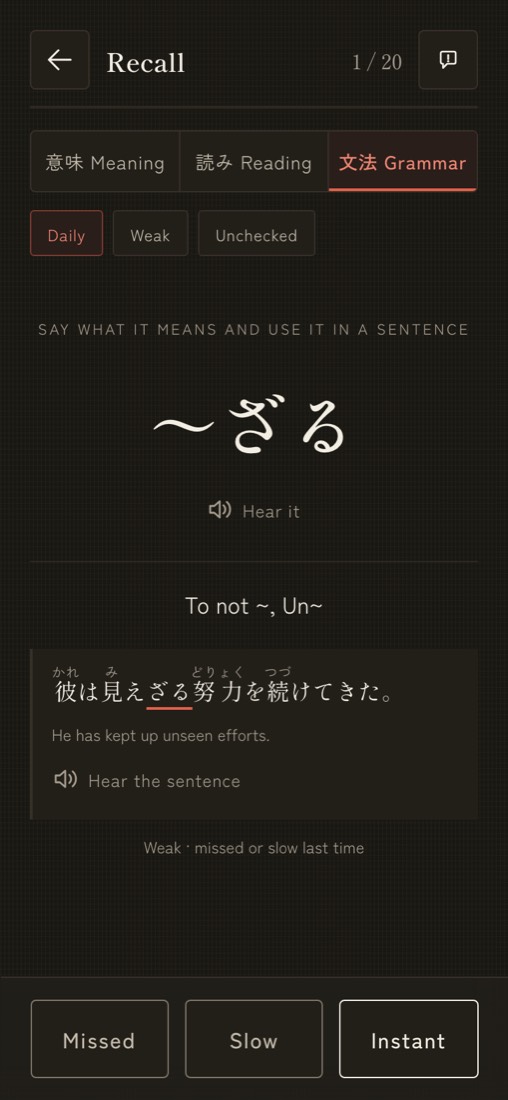 Recall
1 / 20
意味 Meaning
読み Reading
文法 Grammar
Daily
Weak
Unchecked
SAY WHAT IT MEANS AND USE IT IN A SENTENCE
〜ざる
Hear it
To not ~, Un~
かれ み どりょく つづ
彼は見えざる努力を続けてきた。
He has kept up unseen efforts.
Hear the sentence
Weak · missed or slow last time
Missed
Slow
Instant